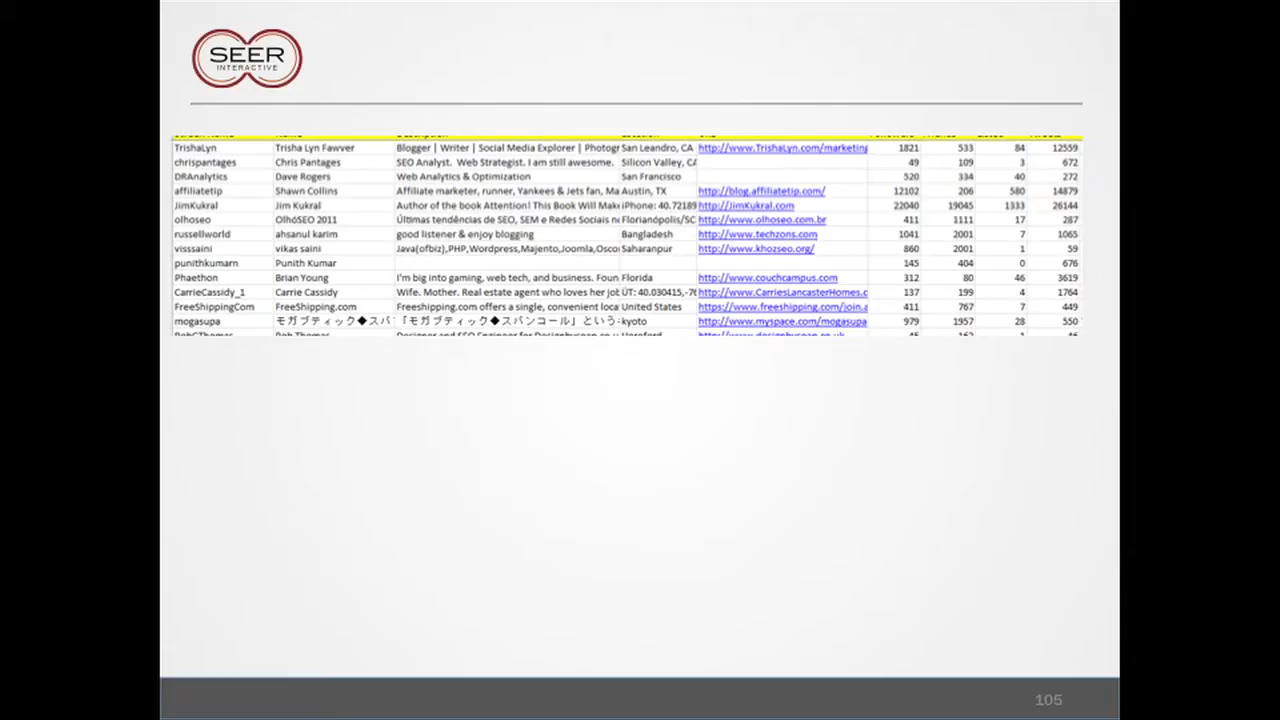 SEER
INTERACTIVE
TrishaLyn Trisha Lyn Fawver Blogger | Writer | Social Media Explorer | Photogr San Leandro, CA http://www.TrishaLyn.com/marketing 1821 533 84 12559
chrispantages Chris Pantages SEO Analyst. Web Strategist. I am still awesome. Silicon Valley, CA 49 109 3 672
DRAnalytics Dave Rogers Web Analytics & Optimization San Francisco 520 334 40 272
affiliatetip Shawn Collins Affiliate marketer, runner, Yankees & Jets fan, Ma Austin, TX http://blog.affiliatetip.com/ 12102 206 580 14879
JimKukral Jim Kukral Author of the book Attention! This Book Will Mak iPhone: 40.72189 http://JimKukral.com 22040 19045 1333 26144
olhoseo OlhóSEO 2011 Últimas tendências de SEO, SEM e Redes Sociais n Florianópolis/SC http://www.olhoseo.com.br 411 1111 17 287
russellworld ahsanul karim good listener & enjoy blogging Bangladesh http://www.techzons.com 1041 2001 7 1065
visssaini vikas saini Java(ofbiz),PHP,Wordpress,Majento,Joomla,Osco Saharanpur http://www.khozseo.org/ 860 2001 1 59
punithkumarn Punith Kumar 145 404 0 676
Phaethon Brian Young I'm big into gaming, web tech, and business. Foun Florida http://www.couchcampus.com 312 80 46 3619
CarrieCassidy_1 Carrie Cassidy Wife. Mother. Real estate agent who loves her jo ÜT: 40.030415,-76 http://www.CarriesLancasterHomes.c 137 199 4 1764
FreeShippingCom FreeShipping.com Freeshipping.com offers a single, convenient loca United States https://www.freeshipping.com/join.a 411 767 7 449
mogasupa モガブティック◆スパ 「モガブティック◆スパンコール」という kyoto http://www.myspace.com/mogasupa 979 1957 28 550
105